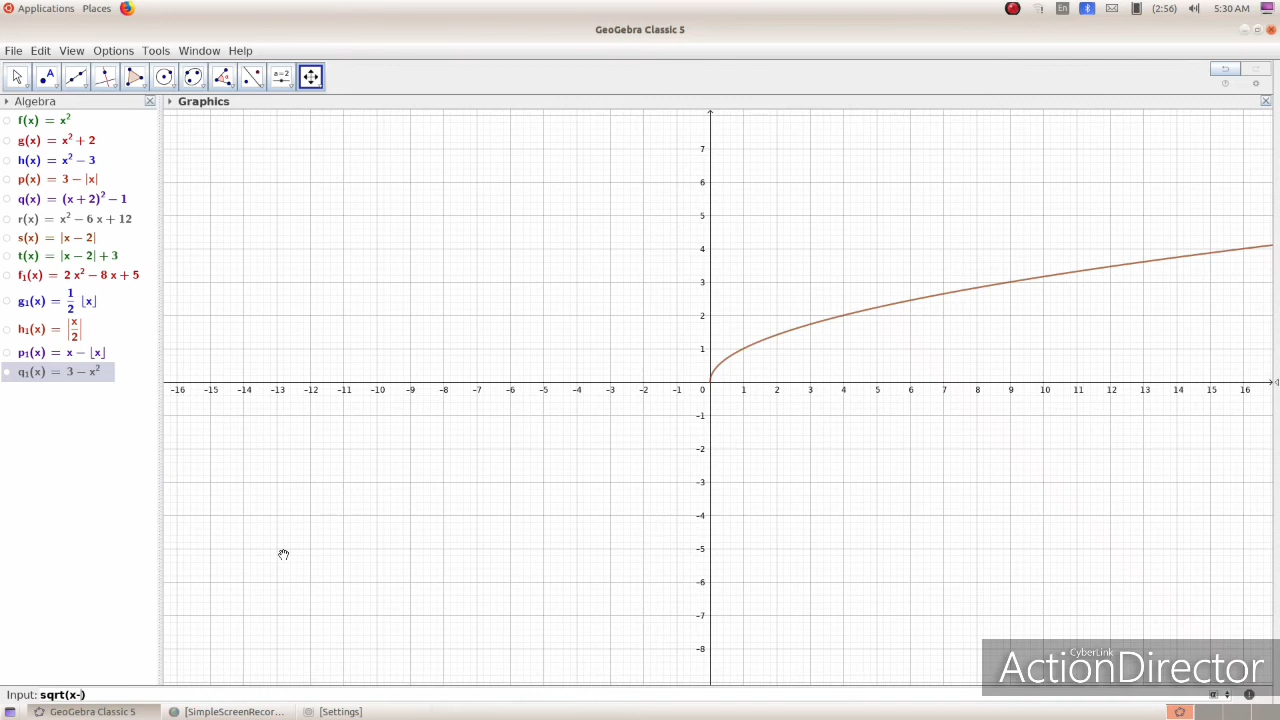 Applications Places En (2:56) 5:30 AM
GeoGebra Classic 5
File Edit View Options Tools Window Help
A α a=2
Algebra Graphics
f(x) = x²
g(x) = x² + 2
h(x) = x² − 3
p(x) = 3 − |x|
q(x) = (x + 2)² − 1
r(x) = x² − 6 x + 12
s(x) = |x − 2|
t(x) = |x − 2| + 3
f₁(x) = 2 x² − 8 x + 5
g₁(x) = 1/2 ⌊x⌋
h₁(x) = |x/2|
p₁(x) = x − ⌊x⌋
q₁(x) = 3 − x²
7
6
5
4
3
2
1
−16 −15 −14 −13 −12 −11 −10 −9 −8 −7 −6 −5 −4 −3 −2 −1 0 1 2 3 4 5 6 7 8 9 10 11 12 13 14 15 16
−1
−2
−3
−4
−5
−6
−7
−8
CyberLink
ActionDirector
Input: sqrt(x-)
α
GeoGebra Classic 5 [SimpleScreenRecor... [Settings]